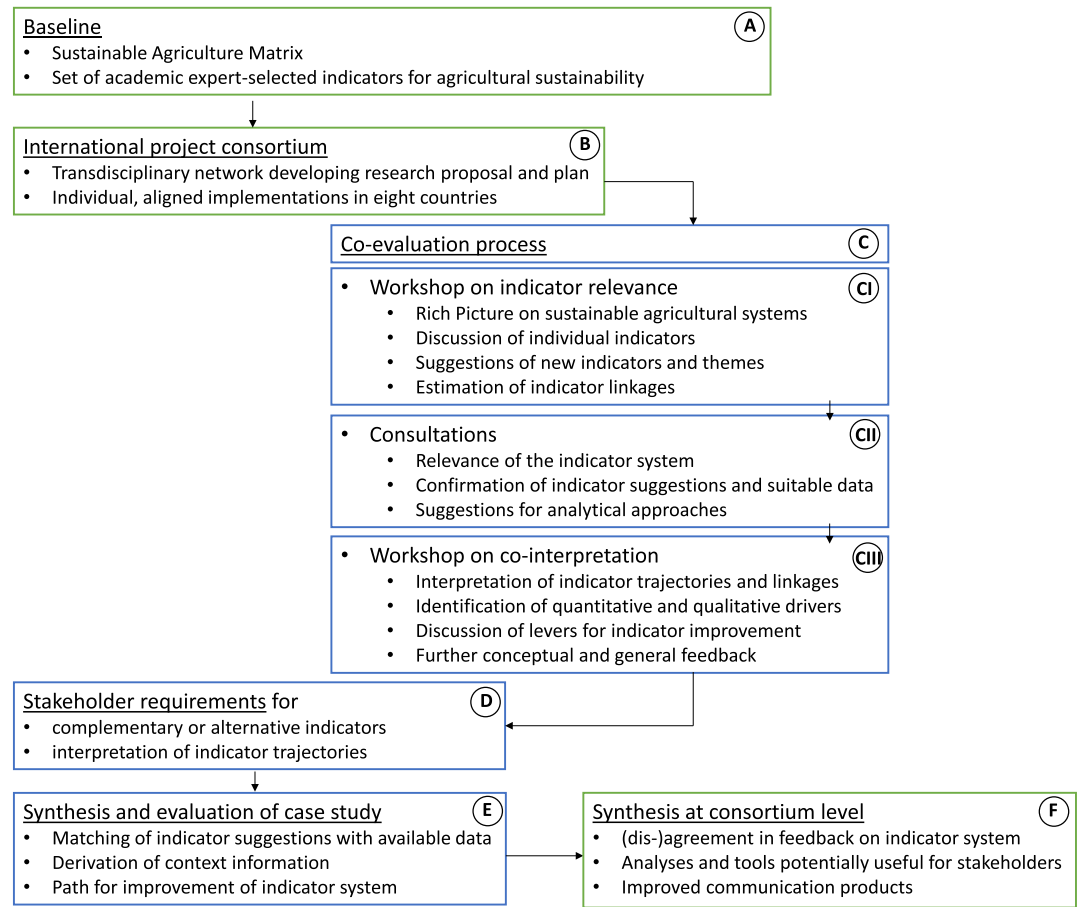 Baseline
A
• Sustainable Agriculture Matrix
• Set of academic expert-selected indicators for agricultural sustainability
International project consortium
B
• Transdisciplinary network developing research proposal and plan
• Individual, aligned implementations in eight countries
Co-evaluation process
C
• Workshop on indicator relevance
CI
• Rich Picture on sustainable agricultural systems
• Discussion of individual indicators
• Suggestions of new indicators and themes
• Estimation of indicator linkages
• Consultations
CII
• Relevance of the indicator system
• Confirmation of indicator suggestions and suitable data
• Suggestions for analytical approaches
• Workshop on co-interpretation
CIII
• Interpretation of indicator trajectories and linkages
• Identification of quantitative and qualitative drivers
• Discussion of levers for indicator improvement
• Further conceptual and general feedback
Stakeholder requirements for
D
• complementary or alternative indicators
• interpretation of indicator trajectories
Synthesis and evaluation of case study
E
• Matching of indicator suggestions with available data
• Derivation of context information
• Path for improvement of indicator system
Synthesis at consortium level
F
• (dis-)agreement in feedback on indicator system
• Analyses and tools potentially useful for stakeholders
• Improved communication products